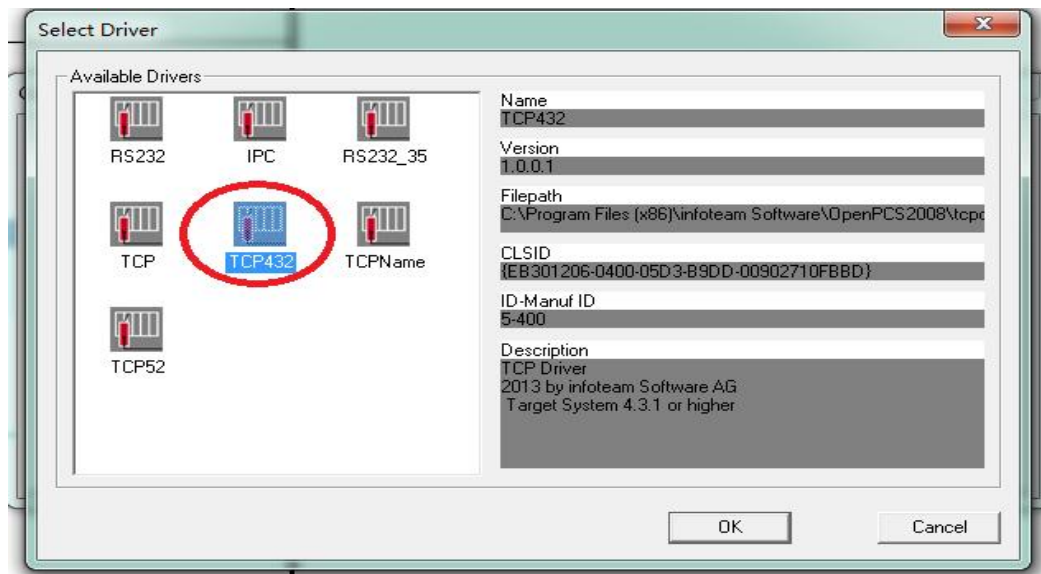 Select Driver
Available Drivers
RS232 IPC RS232_35
TCP TCP432 TCPName
TCP52
Name
TCP432
Version
1.0.0.1
Filepath
C:\Program Files (x86)\infoteam Software\OpenPCS2008\tcpc
CLSID
{EB301206-0400-05D3-B9DD-00902710FBBD}
ID-Manuf ID
5-400
Description
TCP Driver
2013 by infoteam Software AG
Target System 4.3.1 or higher
OK Cancel